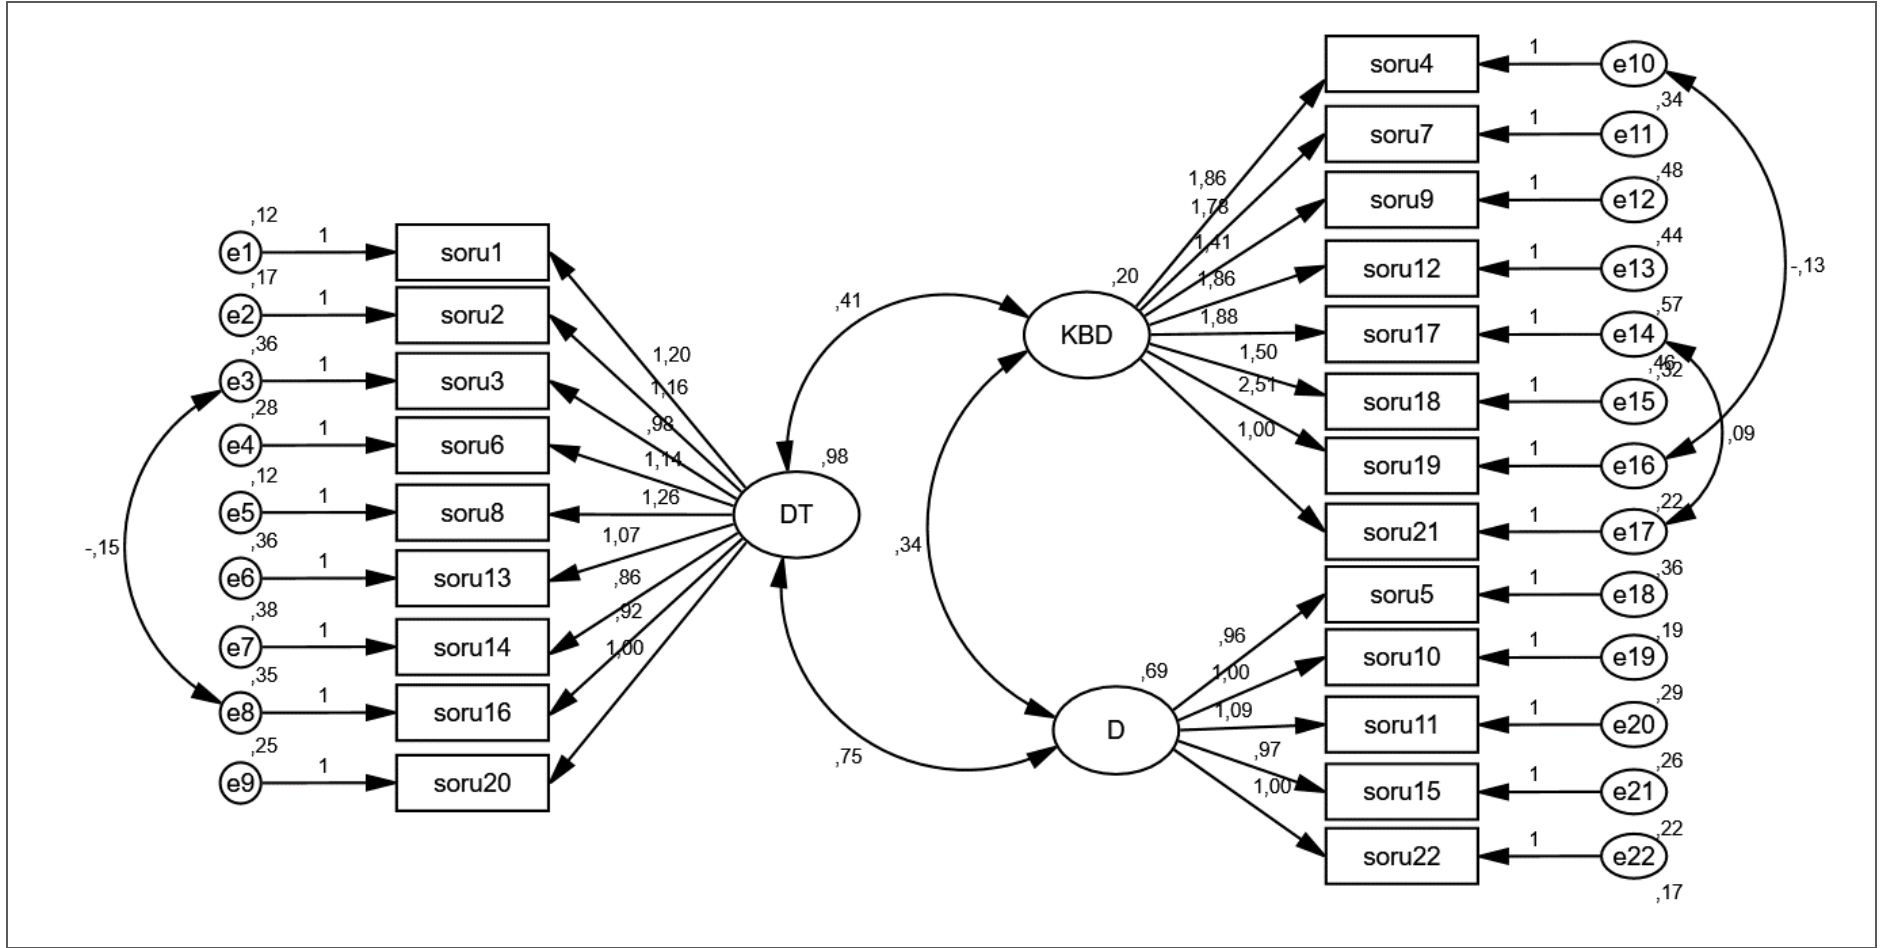 ,12
e1 1 soru1
,17
e2 1 soru2
,36
e3 1 soru3
,28
e4 1 soru6
,12
e5 1 soru8
,36
e6 1 soru13
,38
e7 1 soru14
,35
e8 1 soru16
,25
e9 1 soru20
-,15
1,20
1,16
,98
1,14
1,26
1,07
,86
,92
1,00
DT
,98
,41
,34
,75
KBD
,20
1,86
1,78
1,41
1,86
1,88
1,50
2,51
1,00
D
,69
,96
1,00
1,09
,97
1,00
soru4 1 e10
,34
soru7 1 e11
,48
soru9 1 e12
,44
soru12 1 e13
,57
soru17 1 e14
,46
,32
soru18 1 e15
soru19 1 e16
,22
soru21 1 e17
,36
soru5 1 e18
,19
soru10 1 e19
,29
soru11 1 e20
,26
soru15 1 e21
,22
soru22 1 e22
,17
-,13
,09